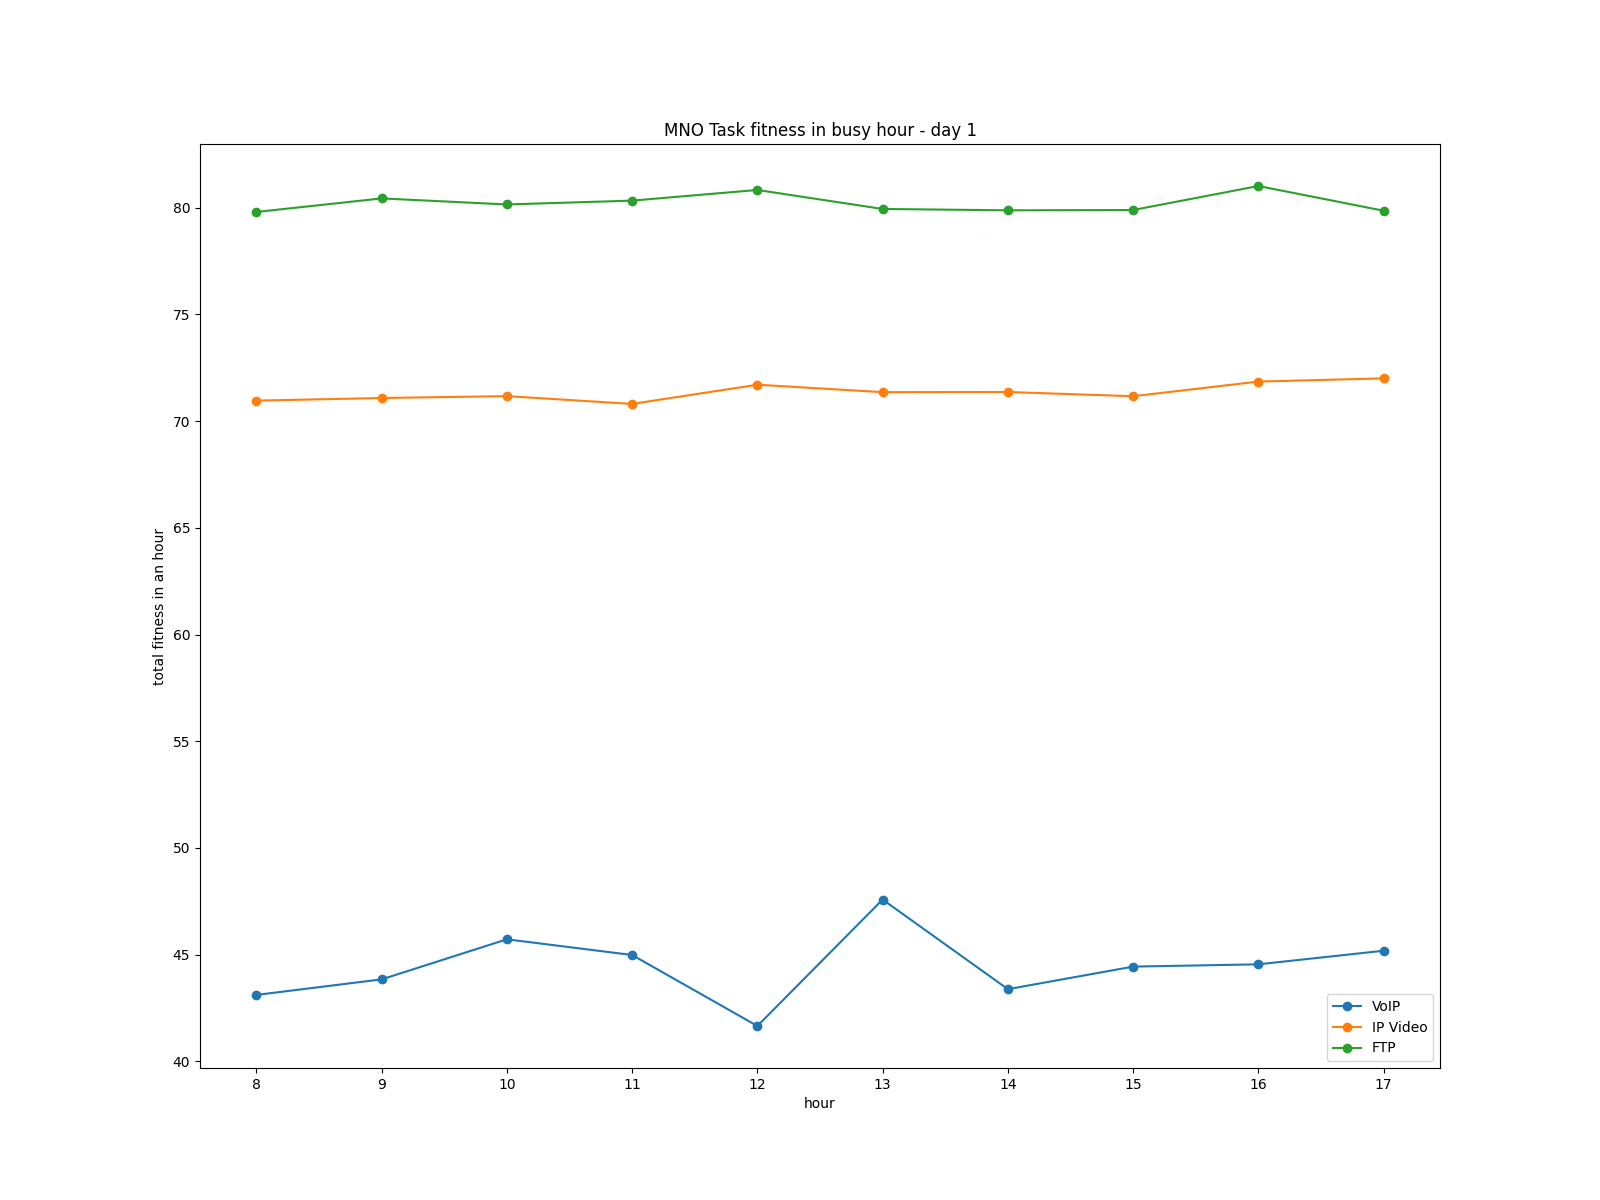 MNO Task fitness in busy hour - day 1
80
75
70
65
60
55
50
45
40
total fitness in an hour
8 9 10 11 12 13 14 15 16 17
hour
VoIP
IP Video
FTP